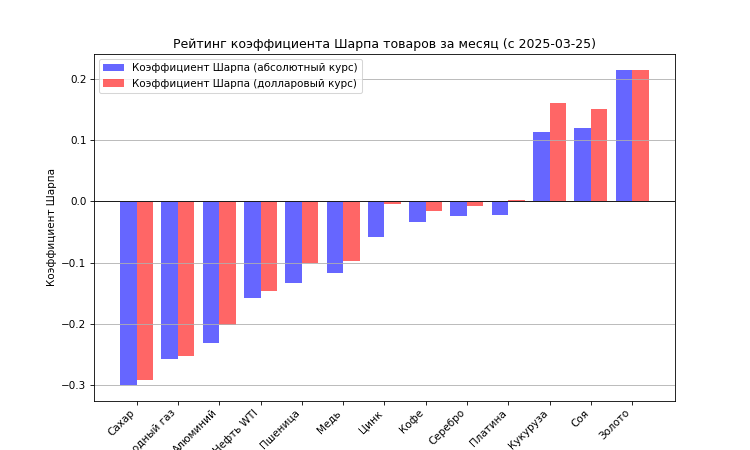 Рейтинг коэффициента Шарпа товаров за месяц (с 2025-03-25)
Коэффициент Шарпа (абсолютный курс)
Коэффициент Шарпа (долларовый курс)
Коэффициент Шарпа
0.2
0.1
0.0
−0.1
−0.2
−0.3
Сахар
газ
Алюминий
Нефть WTI
Пшеница
Медь
Цинк
Кофе
Серебро
Платина
Кукуруза
Соя
Золото